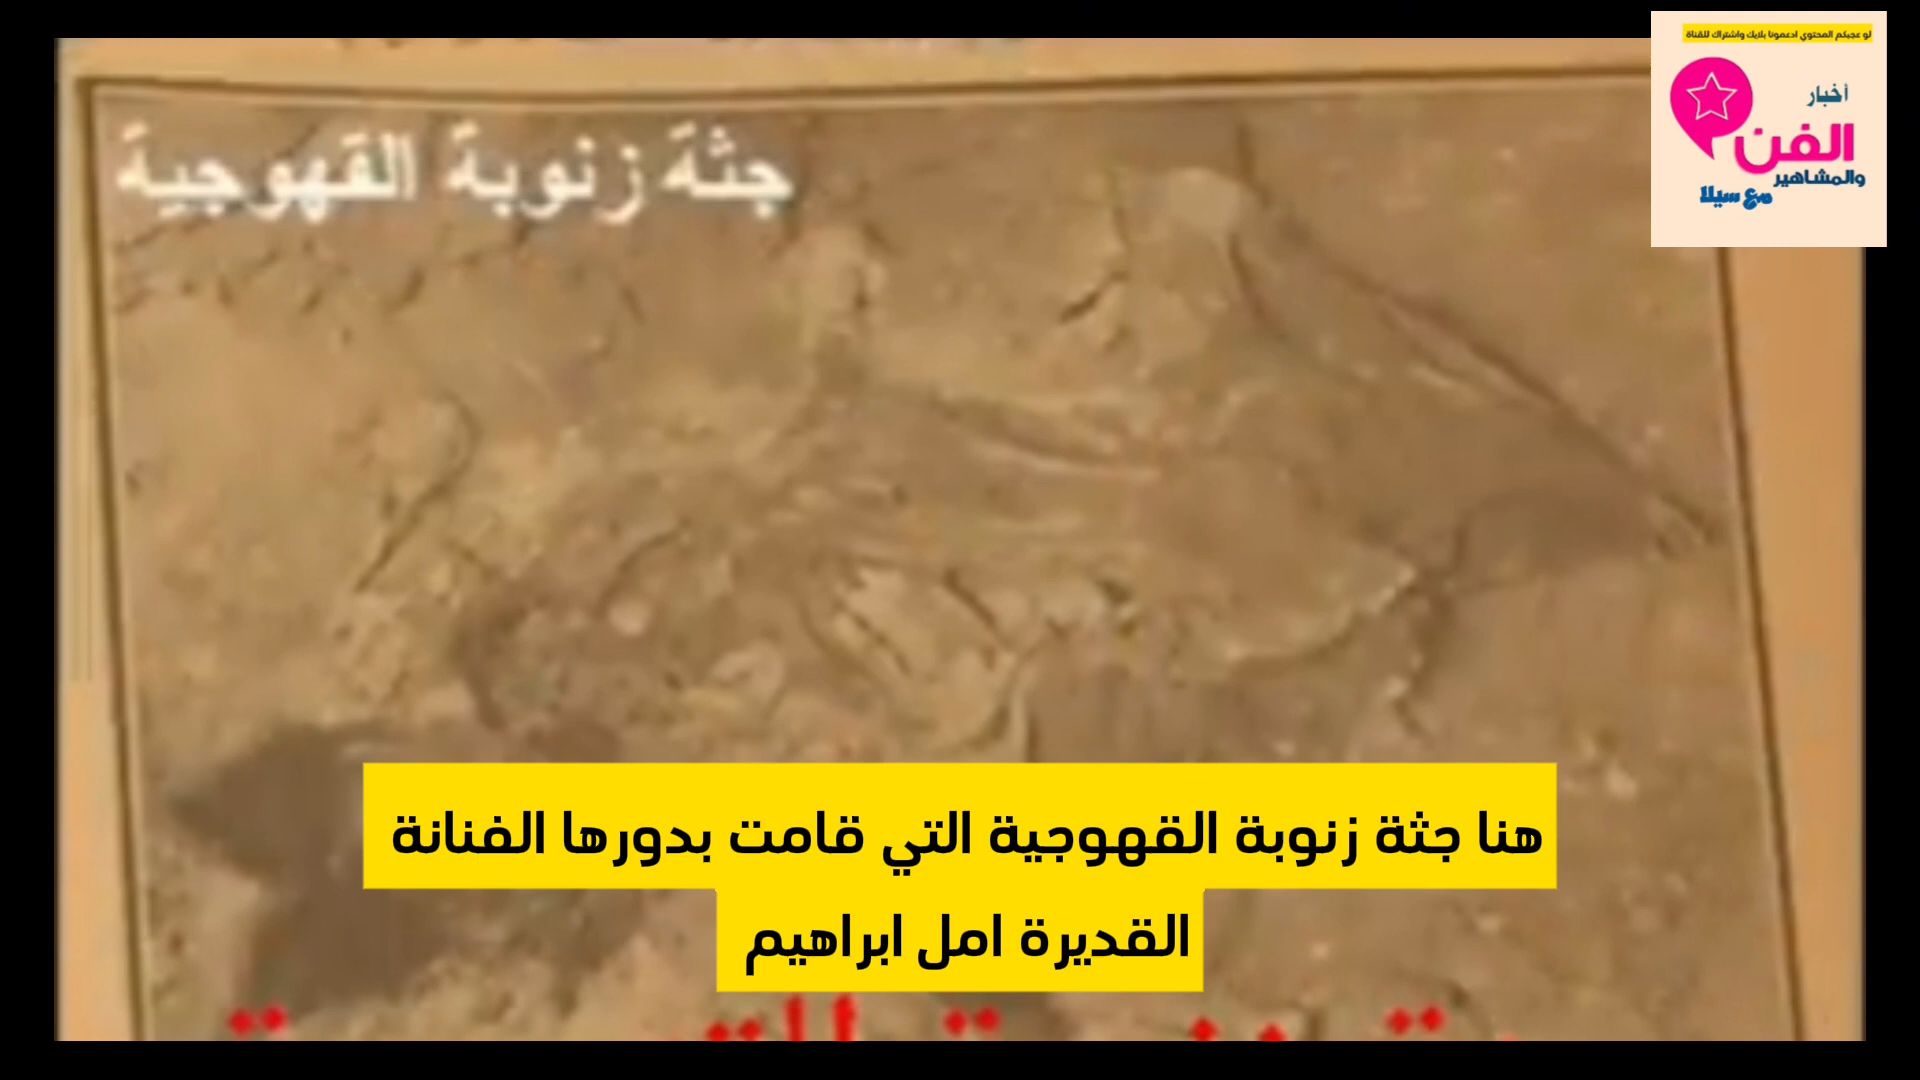 لو عجبكم المحتوي ادعمونا بلايك واشتراك للقناة
أخبار
الفن
والمشاهير
مع سيلا
جثة زنوبة القهوجية
هنا جثة زنوبة القهوجية التي قامت بدورها الفنانة
القديرة امل ابراهيم